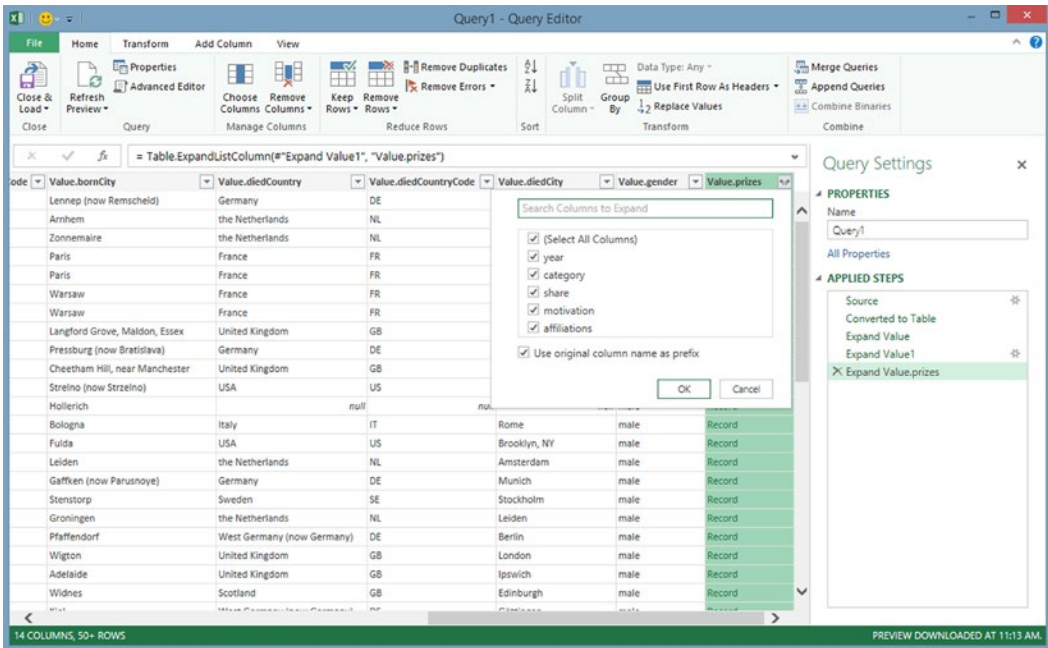 Query1 - Query Editor
File Home Transform Add Column View
Close & Load
Refresh Preview
Properties
Advanced Editor
Choose Columns
Remove Columns
Keep Rows
Remove Rows
Remove Duplicates
Remove Errors
Split Column
Group By
Data Type: Any
Use First Row As Headers
Replace Values
Merge Queries
Append Queries
Combine Binaries
Close Query Manage Columns Reduce Rows Sort Transform Combine
fx = Table.ExpandListColumn(#"Expand Value1", "Value.prizes")
ode Value.bornCity Value.diedCountry Value.diedCountryCode Value.diedCity Value.gender Value.prizes
Lennep (now Remscheid) Germany DE
Arnhem the Netherlands NL
Zonnemaire the Netherlands NL
Paris France FR
Paris France FR
Warsaw France FR
Warsaw France FR
Langford Grove, Maldon, Essex United Kingdom GB
Pressburg (now Bratislava) Germany DE
Cheetham Hill, near Manchester United Kingdom GB
Strelno (now Strzelno) USA US
Hollerich null
Bologna Italy IT Rome male Record
Fulda USA US Brooklyn, NY male Record
Leiden the Netherlands NL Amsterdam male Record
Gaffken (now Parusnoye) Germany DE Munich male Record
Stenstorp Sweden SE Stockholm male Record
Groningen the Netherlands NL Leiden male Record
Pfaffendorf West Germany (now Germany) DE Berlin male Record
Wigton United Kingdom GB London male Record
Adelaide United Kingdom GB Ipswich male Record
Widnes Scotland GB Edinburgh male Record
Search Columns to Expand
(Select All Columns)
year
category
share
motivation
affiliations
Use original column name as prefix
OK Cancel
Query Settings
PROPERTIES
Name
Query1
All Properties
APPLIED STEPS
Source
Converted to Table
Expand Value
Expand Value1
Expand Value.prizes
14 COLUMNS, 50+ ROWS PREVIEW DOWNLOADED AT 11:13 AM.